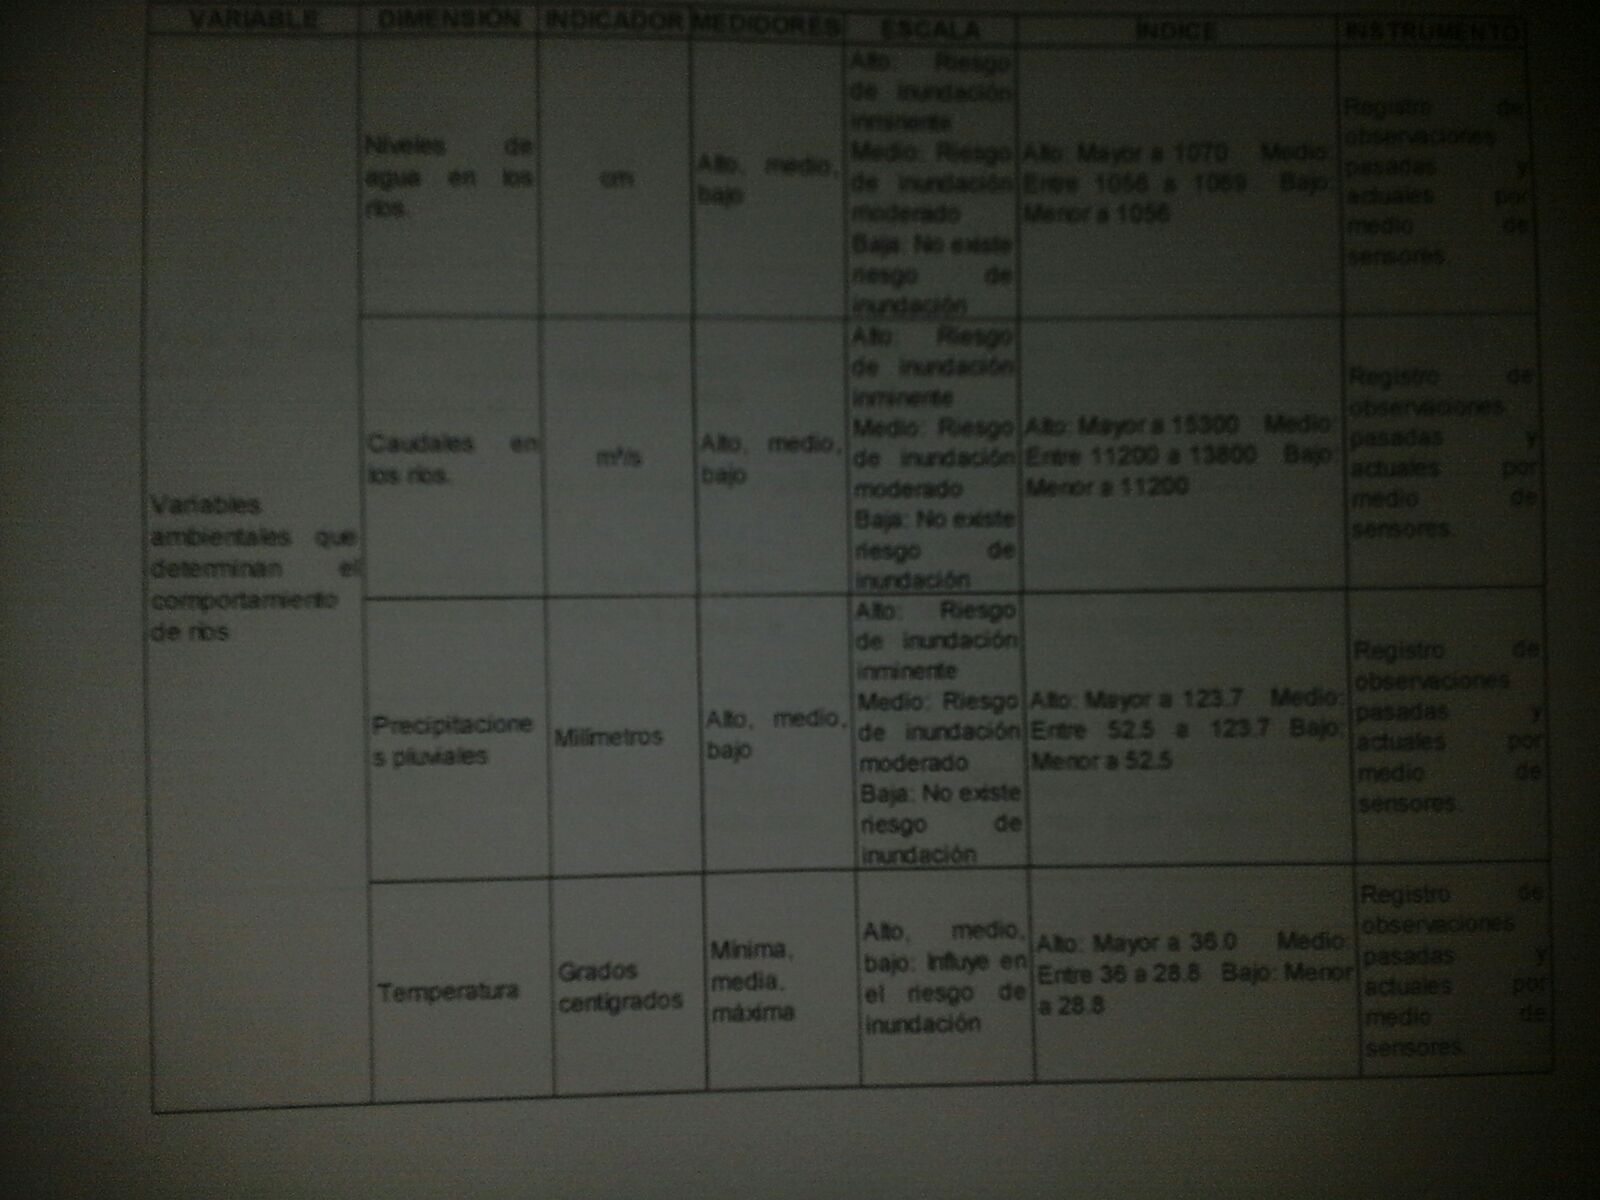 VARIABLE DIMENSIÓN INDICADOR MEDIDORES ESCALA ÍNDICE INSTRUMENTO
Variables
ambientales que
determinan el
comportamiento
de ríos
Niveles de
agua en los
ríos.
cm
Alto, medio,
bajo
Alto: Riesgo
de inundación
inminente
Medio: Riesgo
de inundación
moderado
Baja: No existe
riesgo de
inundación
Alto: Mayor a 1070 Medio:
Entre 1056 a 1069 Bajo:
Menor a 1056
Registro de
observaciones
pasadas y
actuales por
medio de
sensores.
Caudales en
los ríos.
m³/s
Alto, medio,
bajo
Alto: Riesgo
de inundación
inminente
Medio: Riesgo
de inundación
moderado
Baja: No existe
riesgo de
inundación
Alto: Mayor a 15300 Medio:
Entre 11200 a 13800 Bajo:
Menor a 11200
Registro de
observaciones
pasadas y
actuales por
medio de
sensores.
Precipitacione
s pluviales
Milímetros
Alto, medio,
bajo
Alto: Riesgo
de inundación
inminente
Medio: Riesgo
de inundación
moderado
Baja: No existe
riesgo de
inundación
Alto: Mayor a 123.7 Medio:
Entre 52.5 a 123.7 Bajo:
Menor a 52.5
Registro de
observaciones
pasadas y
actuales por
medio de
sensores.
Temperatura
Grados
centígrados
Mínima,
media,
máxima
Alto, medio,
bajo: Influye en
el riesgo de
inundación
Alto: Mayor a 36.0 Medio:
Entre 36 a 28.8 Bajo: Menor
a 28.8
Registro de
observaciones
pasadas y
actuales por
medio de
sensores.